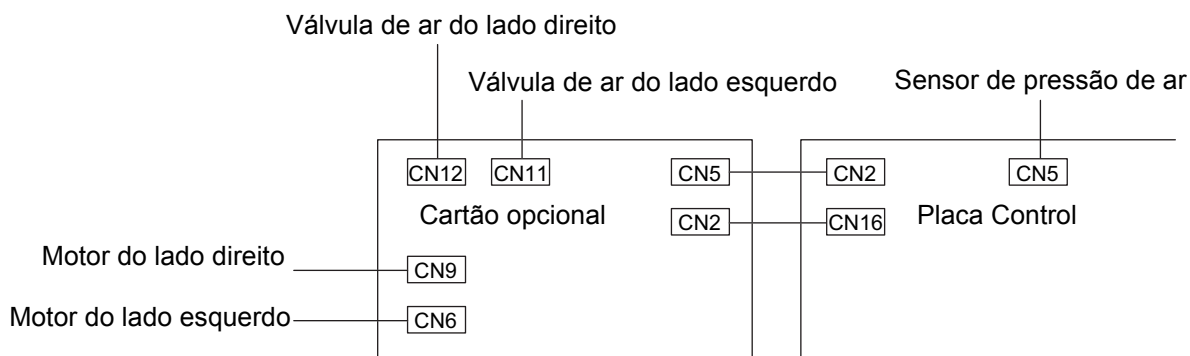 Válvula de ar do lado direito
Válvula de ar do lado esquerdo
Sensor de pressão de ar
CN12
CN11
CN5
CN2
CN5
Cartão opcional
CN2
CN16
Placa Control
Motor do lado direito
CN9
Motor do lado esquerdo
CN6